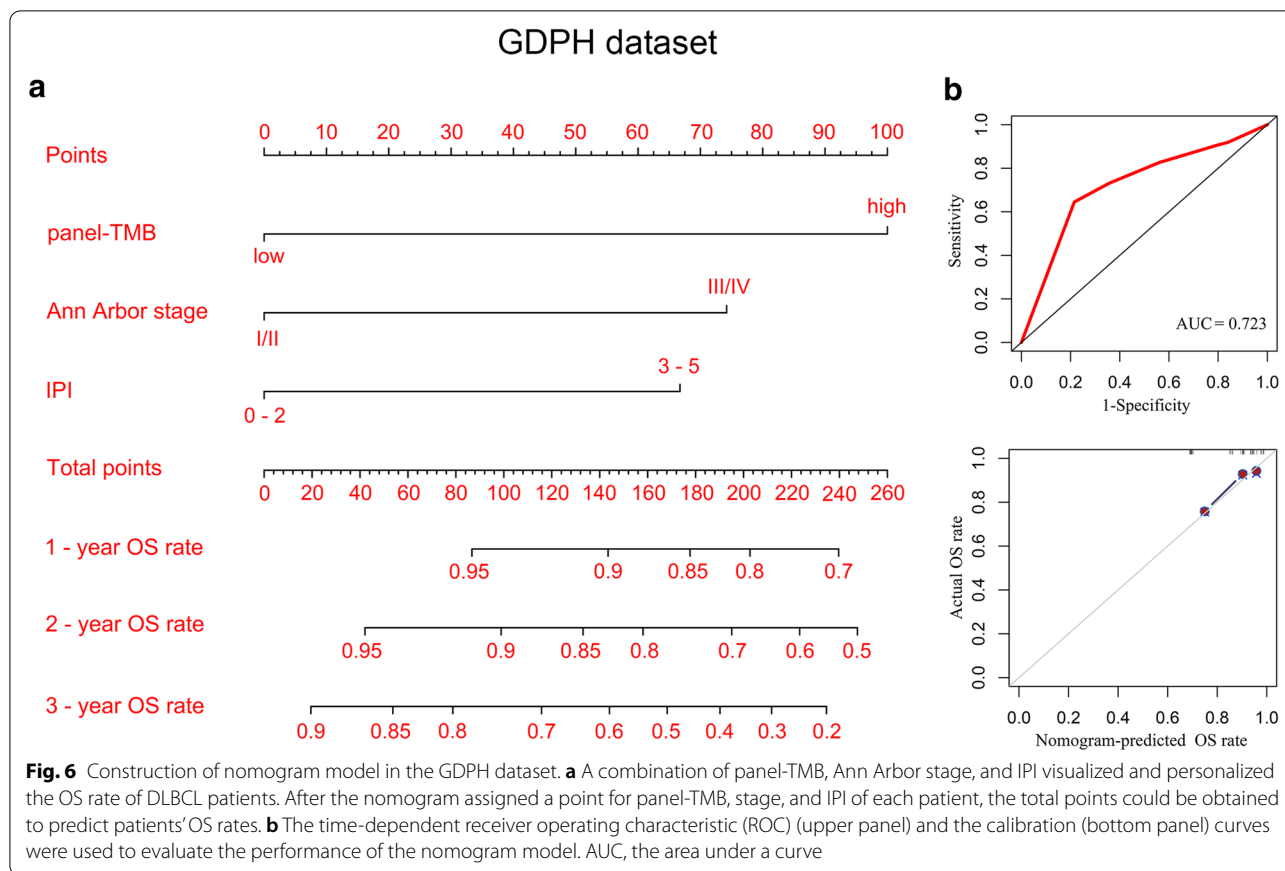 GDPH dataset
a
Points
0 10 20 30 40 50 60 70 80 90 100
panel-TMB
high
low
Ann Arbor stage
III/IV
I/II
IPI
3 - 5
0 - 2
Total points
0 20 40 60 80 100 120 140 160 180 200 220 240 260
1 - year OS rate
0.95 0.9 0.85 0.8 0.7
2 - year OS rate
0.95 0.9 0.85 0.8 0.7 0.6 0.5
3 - year OS rate
0.9 0.85 0.8 0.7 0.6 0.5 0.4 0.3 0.2
b
Sensitivity
1.0
0.8
0.6
0.4
0.2
0.0
AUC = 0.723
0.0 0.2 0.4 0.6 0.8 1.0
1-Specificity
Actual OS rate
1.0
0.8
0.6
0.4
0.2
0.0
0.0 0.2 0.4 0.6 0.8 1.0
Nomogram-predicted OS rate
Fig. 6 Construction of nomogram model in the GDPH dataset. a A combination of panel-TMB, Ann Arbor stage, and IPI visualized and personalized
the OS rate of DLBCL patients. After the nomogram assigned a point for panel-TMB, stage, and IPI of each patient, the total points could be obtained
to predict patients' OS rates. b The time-dependent receiver operating characteristic (ROC) (upper panel) and the calibration (bottom panel) curves
were used to evaluate the performance of the nomogram model. AUC, the area under a curve